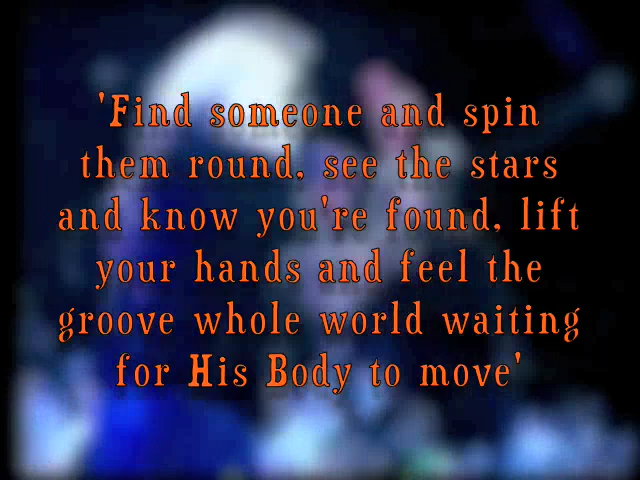 'Find someone and spin
them round, see the stars
and know you're found, lift
your hands and feel the
groove whole world waiting
for His Body to move'